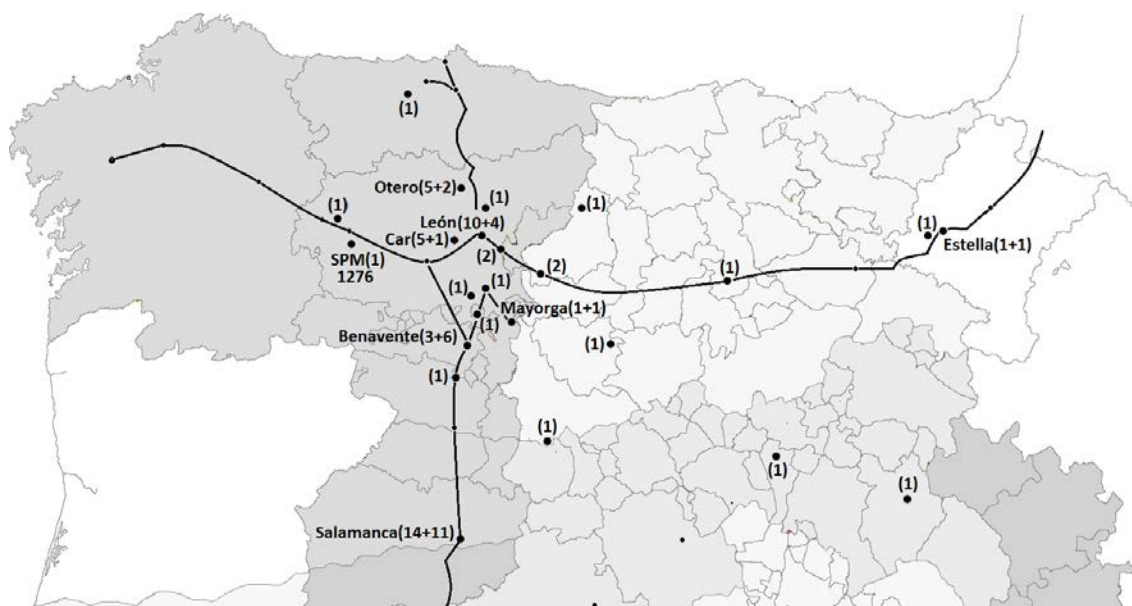 (1)
Otero(5+2)
(1)
(1)
(1)
León(10+4)
Car(5+1)
(1)
Estella(1+1)
SPM(1)
1276
(2)
(2)
(1)
(1)
(1)
Mayorga(1+1)
(1)
Benavente(3+6)
(1)
(1)
(1)
(1)
(1)
Salamanca(14+11)